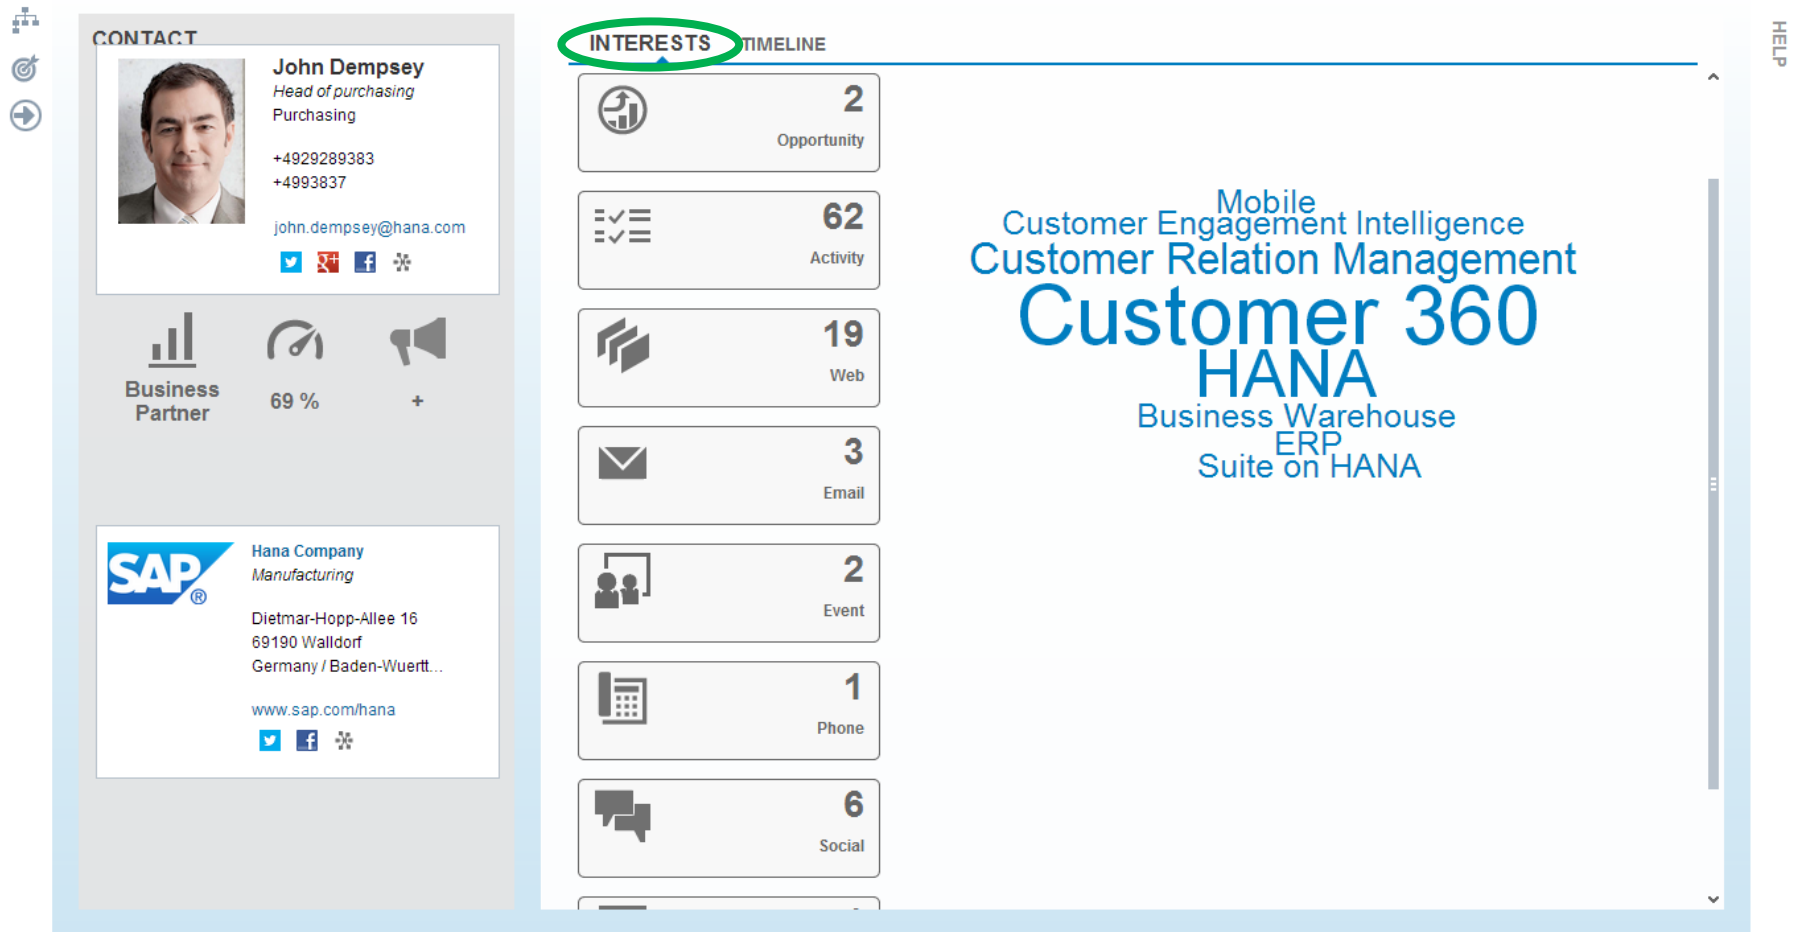 CONTACT
John Dempsey
Head of purchasing
Purchasing
+4929289383
+4993837
john.dempsey@hana.com
Business
Partner
69 %
+
SAP®
Hana Company
Manufacturing
Dietmar-Hopp-Allee 16
69190 Walldorf
Germany / Baden-Wuertt...
www.sap.com/hana
INTERESTS
TIMELINE
2
Opportunity
62
Activity
19
Web
3
Email
2
Event
1
Phone
6
Social
Mobile
Customer Engagement Intelligence
Customer Relation Management
Customer 360
HANA
Business Warehouse
ERP
Suite on HANA
HELP